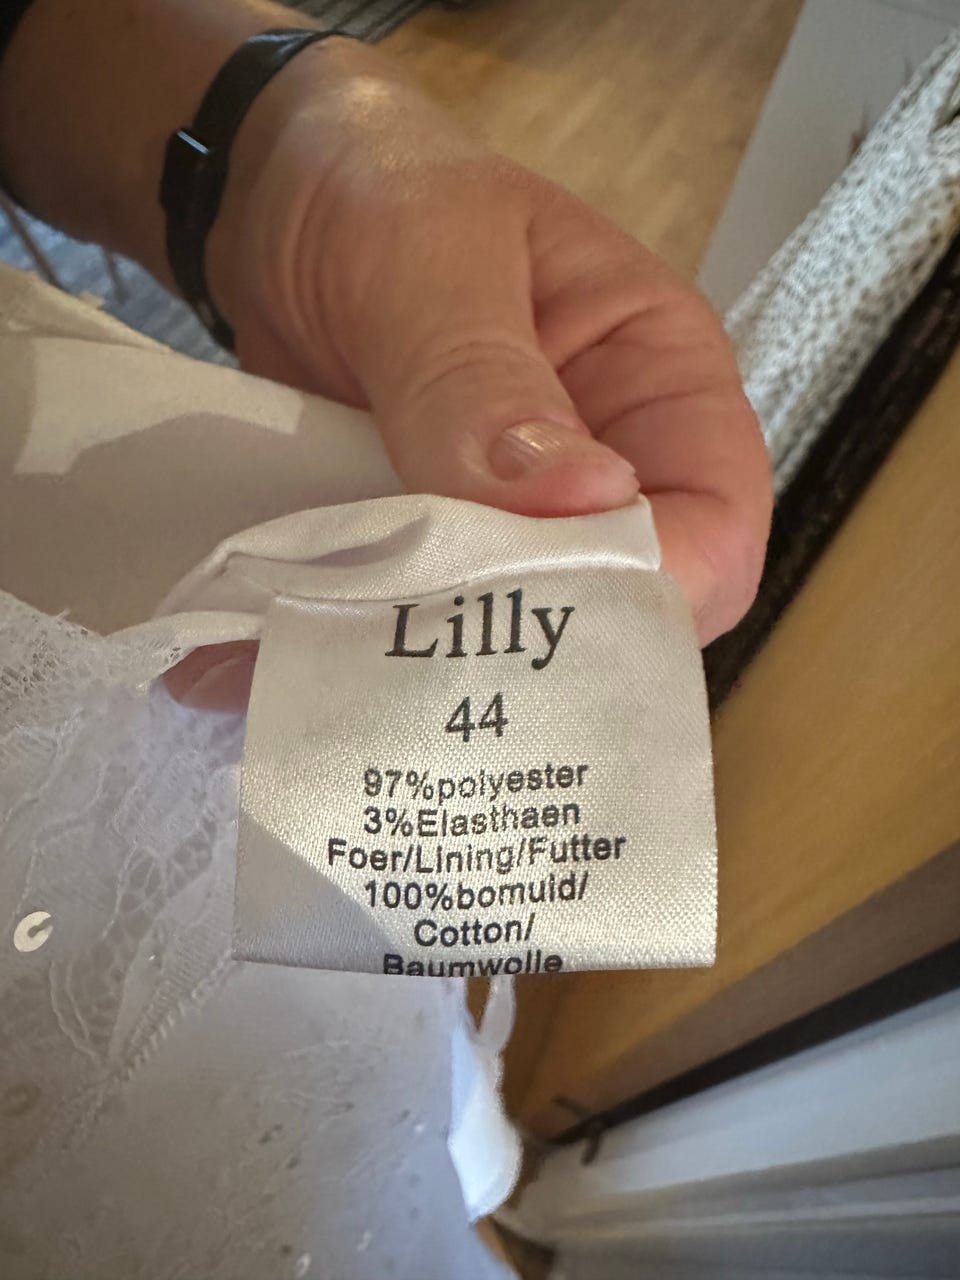 Lilly
44
97%polyester
3%Elasthaen
Foer/Lining/Futter
100%bomuld/
Cotton/
Baumwolle